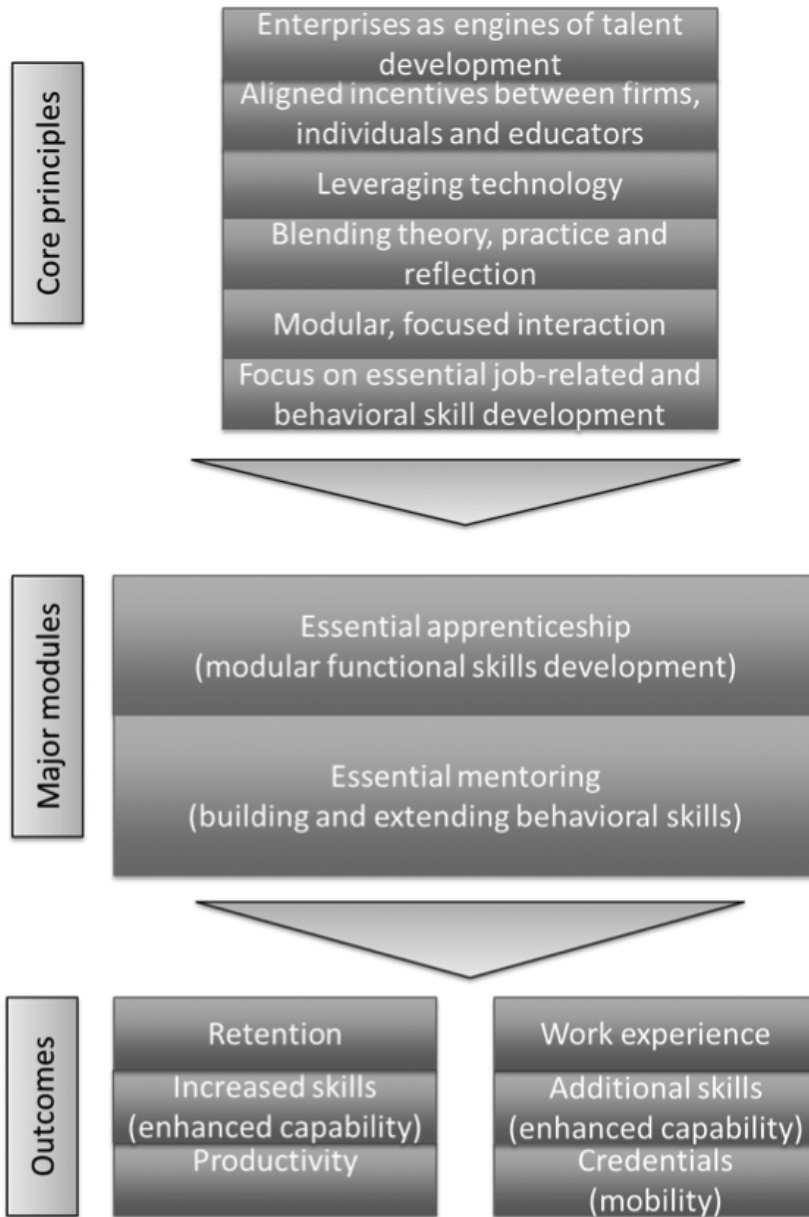 Core principles
Enterprises as engines of talent
development
Aligned incentives between firms,
individuals and educators
Leveraging technology
Blending theory, practice and
reflection
Modular, focused interaction
Focus on essential job-related and
behavioral skill development
Major modules
Essential apprenticeship
(modular functional skills development)
Essential mentoring
(building and extending behavioral skills)
Outcomes
Retention
Increased skills
(enhanced capability)
Productivity
Work experience
Additional skills
(enhanced capability)
Credentials
(mobility)